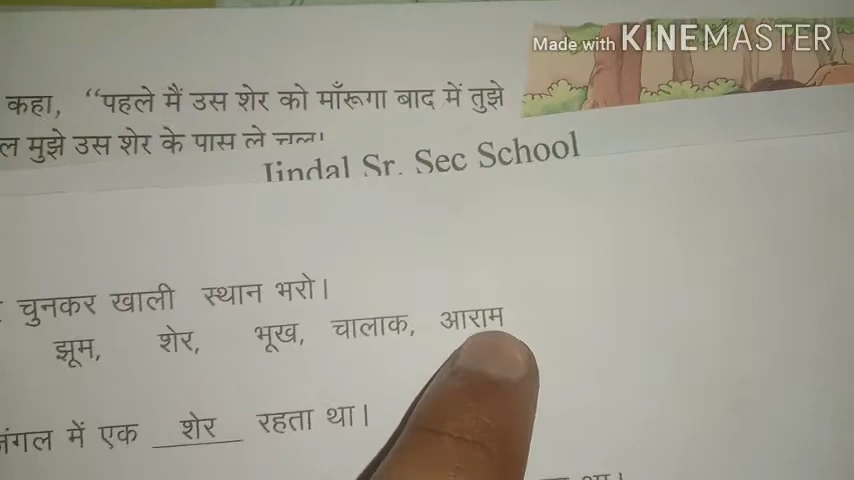 Made with KINEMASTER
कहा, “पहले मैं उस शेर को माँरूगा बाद में तुझे
मुझे उस शेर के पास ले चल।
Jindal Sr. Sec School
चुनकर खाली स्थान भरो।
झूम, शेर, भूख, चालाक, आराम
जंगल में एक शेर रहता था।
था।